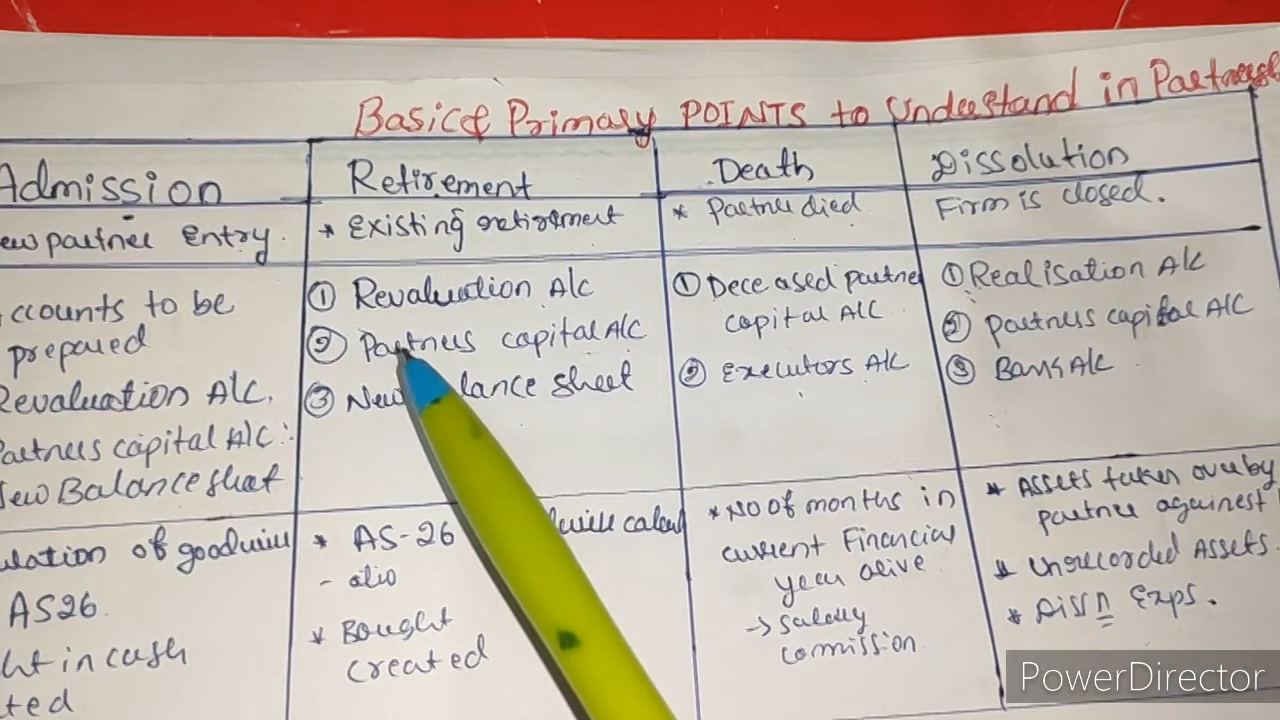 Basic & Primary POINTS to Understand in
Admission
Retirement
Death
Dissolution
partner Entry.
* Existing retirement
* Partner died
Firm is closed.
to be
prepared
Revaluation A/c.
Partners capital A/c :.
New Balance sheet
① Revaluation A/c
② Partners capital A/c
③ New lance sheet
① Deceased partner
capital A/c
② Executors A/c
① Realisation A/c
② partners capital A/c
③ Bank A/c
of goodwill
AS26.
in cash
* AS-26
- also
* Bought
created
* NO of months in
current Financial
year alive
→ salary
comission
* Assets taken over by
partner againest
* unrecorded Assets.
* Dissn Exps.
PowerDirector